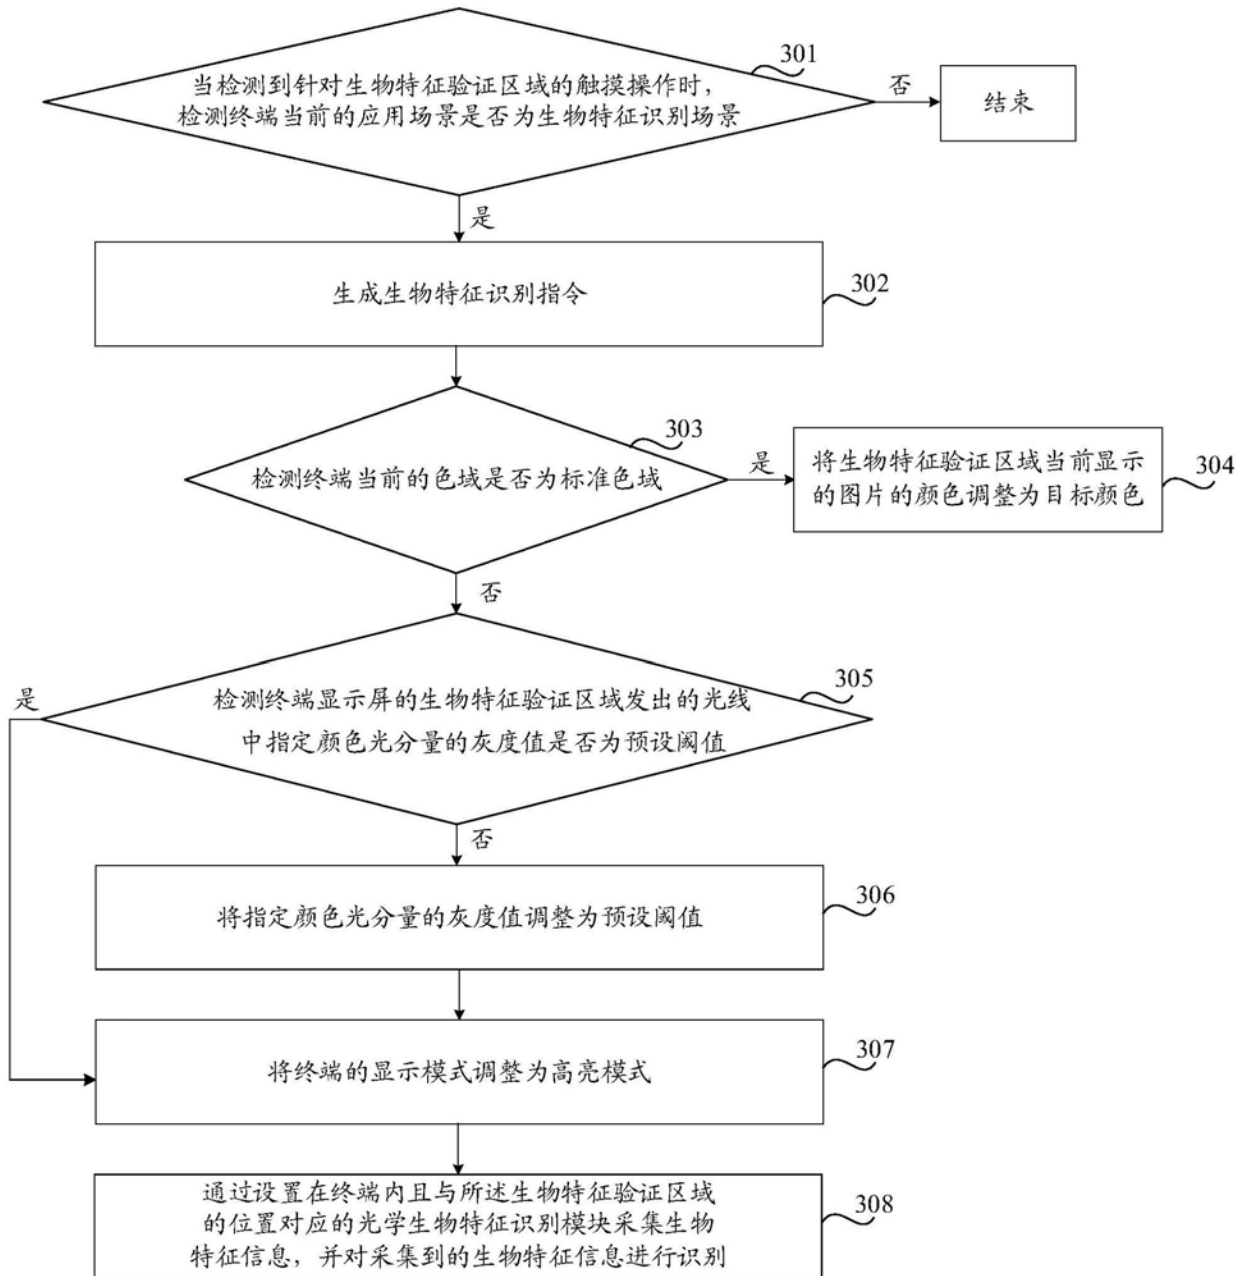 当检测到针对生物特征验证区域的触摸操作时，
检测终端当前的应用场景是否为生物特征识别场景
301
否
结束
是
生成生物特征识别指令
302
检测终端当前的色域是否为标准色域
303
是
将生物特征验证区域当前显示
的图片的颜色调整为目标颜色
304
否
检测终端显示屏的生物特征验证区域发出的光线
中指定颜色光分量的灰度值是否为预设阈值
305
是
否
将指定颜色光分量的灰度值调整为预设阈值
306
将终端的显示模式调整为高亮模式
307
通过设置在终端内且与所述生物特征验证区域
的位置对应的光学生物特征识别模块采集生物
特征信息，并对采集到的生物特征信息进行识别
308